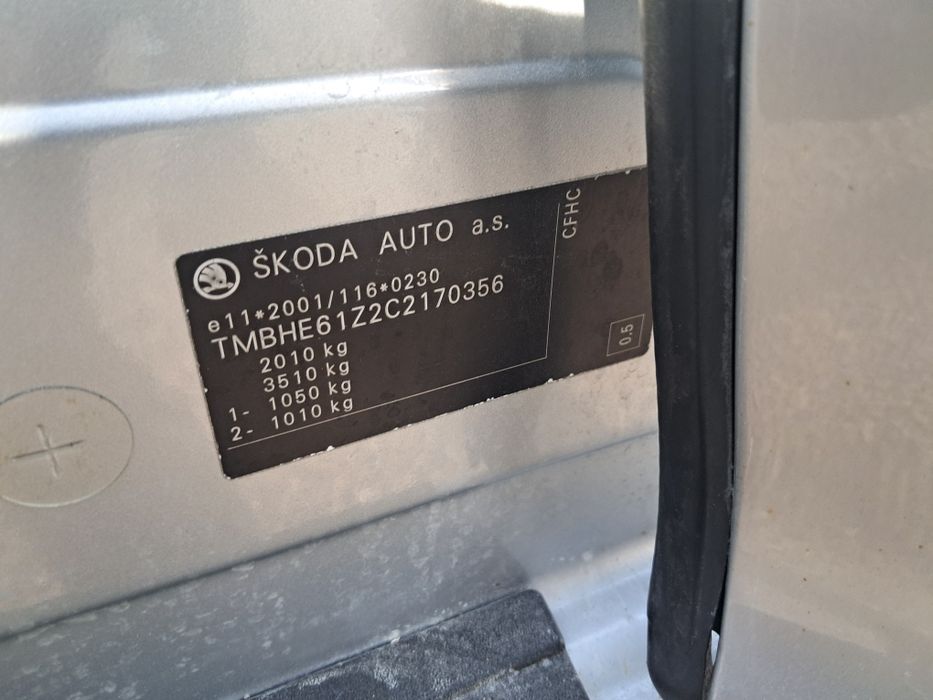 ŠKODA AUTO a.s.
e11*2001/116*0230
TMBHE61Z2C2170356
2010 kg
3510 kg
1- 1050 kg
2- 1010 kg
CFHC
0.5